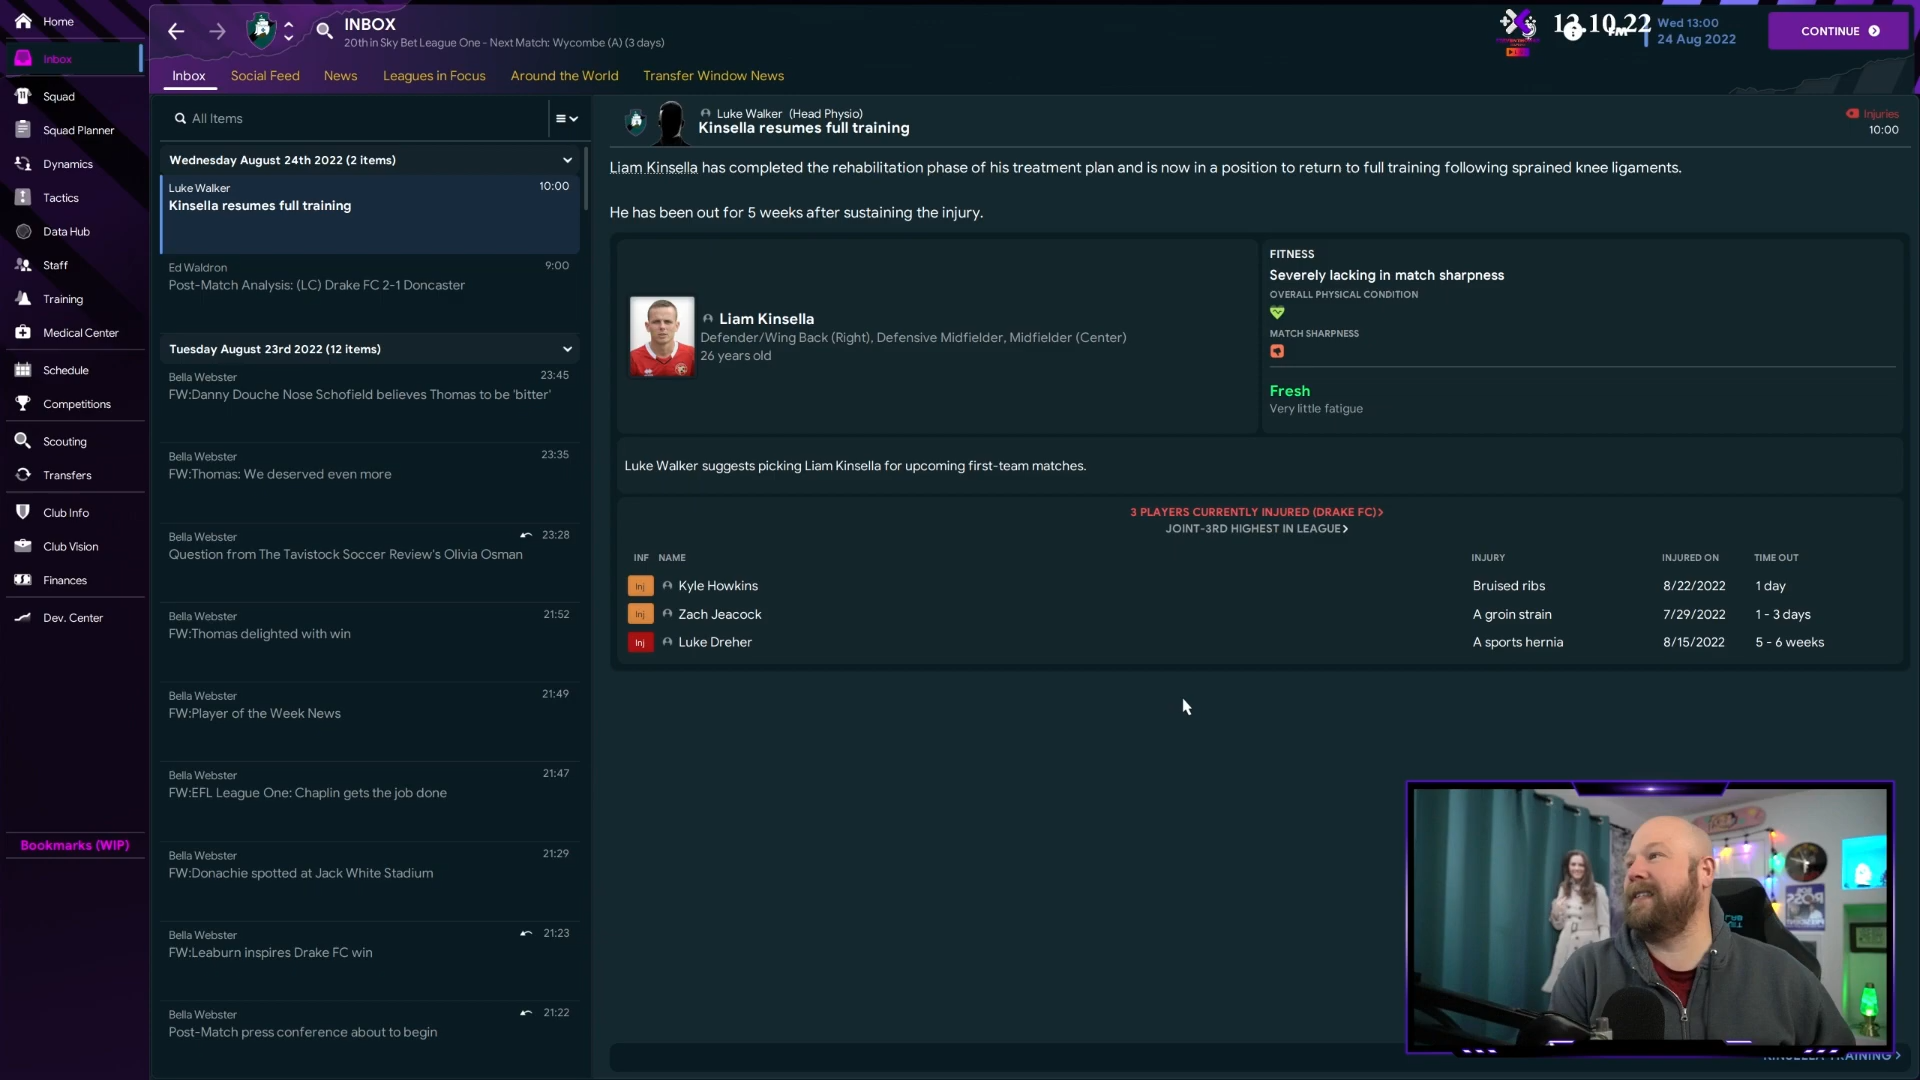 Home
Inbox
Squad
Squad Planner
Dynamics
Tactics
Data Hub
Staff
Training
Medical Center
Schedule
Competitions
Scouting
Transfers
Club Info
Club Vision
Finances
Dev. Center
Bookmarks (WIP)
INBOX
20th in Sky Bet League One - Next Match: Wycombe (A) (3 days)
13.10.22
FM
Wed 13:00
24 Aug 2022
CONTINUE
Inbox Social Feed News Leagues in Focus Around the World Transfer Window News
All Items
Wednesday August 24th 2022 (2 items)
Luke Walker 10:00
Kinsella resumes full training
Ed Waldron 9:00
Post-Match Analysis: (LC) Drake FC 2-1 Doncaster
Tuesday August 23rd 2022 (12 items)
Bella Webster 23:45
FW:Danny Douche Nose Schofield believes Thomas to be 'bitter'
Bella Webster 23:35
FW:Thomas: We deserved even more
Bella Webster 23:28
Question from The Tavistock Soccer Review's Olivia Osman
Bella Webster 21:52
FW:Thomas delighted with win
Bella Webster 21:49
FW:Player of the Week News
Bella Webster 21:47
FW:EFL League One: Chaplin gets the job done
Bella Webster 21:29
FW:Donachie spotted at Jack White Stadium
Bella Webster 21:23
FW:Leaburn inspires Drake FC win
Bella Webster 21:22
Post-Match press conference about to begin
Luke Walker (Head Physio)
Kinsella resumes full training
Injuries
10:00
Liam Kinsella has completed the rehabilitation phase of his treatment plan and is now in a position to return to full training following sprained knee ligaments.
He has been out for 5 weeks after sustaining the injury.
Liam Kinsella
Defender/Wing Back (Right), Defensive Midfielder, Midfielder (Center)
26 years old
FITNESS
Severely lacking in match sharpness
OVERALL PHYSICAL CONDITION
MATCH SHARPNESS
Fresh
Very little fatigue
Luke Walker suggests picking Liam Kinsella for upcoming first-team matches.
3 PLAYERS CURRENTLY INJURED (DRAKE FC)>
JOINT-3RD HIGHEST IN LEAGUE>
INF NAME INJURY INJURED ON TIME OUT
Inj Kyle Howkins Bruised ribs 8/22/2022 1 day
Inj Zach Jeacock A groin strain 7/29/2022 1 - 3 days
Inj Luke Dreher A sports hernia 8/15/2022 5 - 6 weeks
KINSELLA TRAINING >